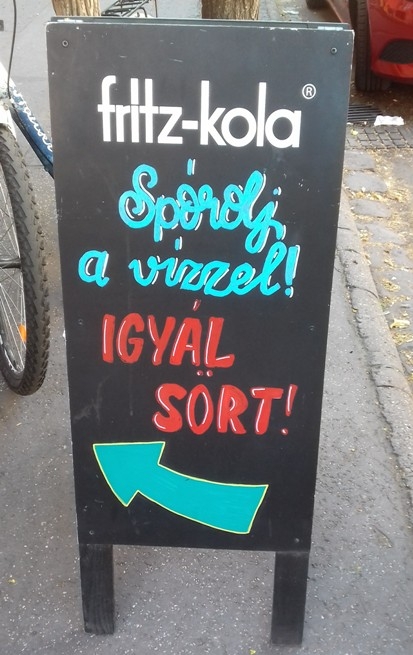 fritz-kola®
Spórolj
a vízzel!
IGYÁL
SÖRT!